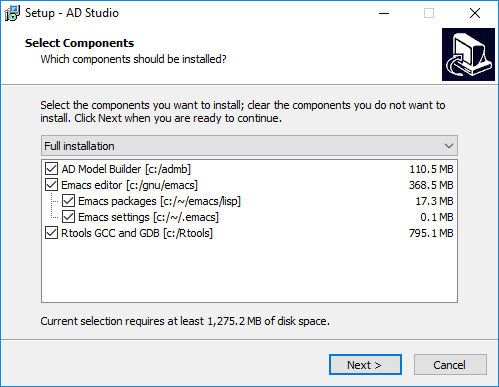 Setup - AD Studio
Select Components
Which components should be installed?
Select the components you want to install; clear the components you do not want to
install. Click Next when you are ready to continue.
Full installation
AD Model Builder [c:/admb] 110.5 MB
Emacs editor [c:/gnu/emacs] 368.5 MB
Emacs packages [c:/~/emacs/lisp] 17.3 MB
Emacs settings [c:/~/.emacs] 0.1 MB
Rtools GCC and GDB [c:/Rtools] 795.1 MB
Current selection requires at least 1,275.2 MB of disk space.
Next >
Cancel